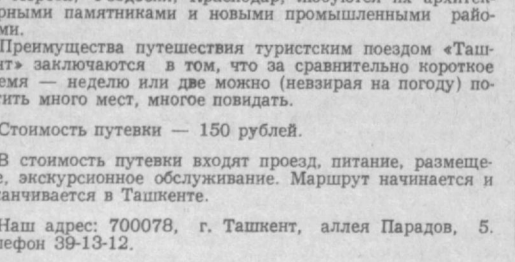 рными памятниками и новыми промышленными райо-
ми.
Преимущества путешествия туристским поездом «Таш-
нт» заключаются в том, что за сравнительно короткое
емя — неделю или две можно (невзирая на погоду) по-
тить много мест, многое повидать.
Стоимость путевки — 150 рублей.
В стоимость путевки входят проезд, питание, размеще-
е, экскурсионное обслуживание. Маршрут начинается и
анчивается в Ташкенте.
Наш адрес: 700078, г. Ташкент, аллея Парадов, 5.
лефон 39-13-12.